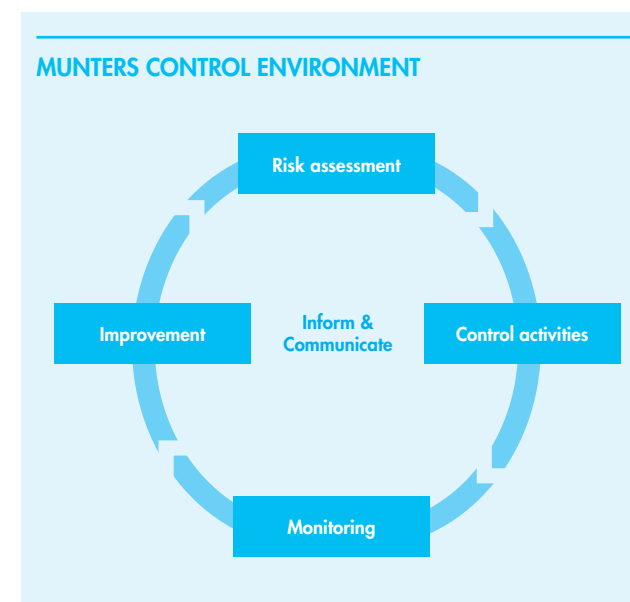 MUNTERS CONTROL ENVIRONMENT
Risk assessment
Improvement
Inform &
Communicate
Control activities
Monitoring